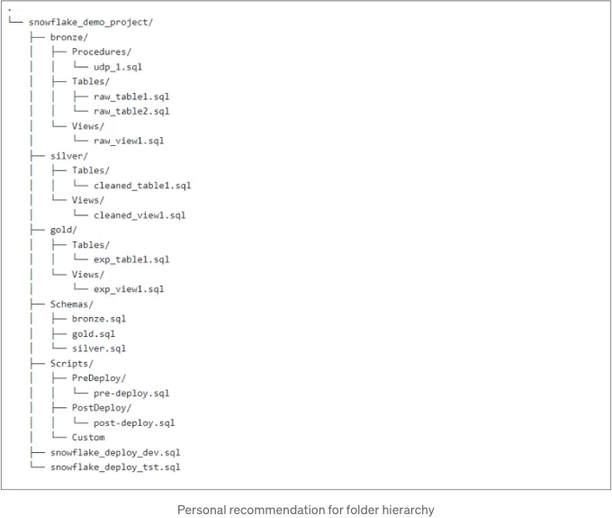 .
└── snowflake_demo_project/
    ├── bronze/
    │   ├── Procedures/
    │   │   └── udp_1.sql
    │   ├── Tables/
    │   │   ├── raw_table1.sql
    │   │   └── raw_table2.sql
    │   └── Views/
    │       └── raw_view1.sql
    ├── silver/
    │   ├── Tables/
    │   │   └── cleaned_table1.sql
    │   └── Views/
    │       └── cleaned_view1.sql
    ├── gold/
    │   ├── Tables/
    │   │   └── exp_table1.sql
    │   └── Views/
    │       └── exp_view1.sql
    ├── Schemas/
    │   ├── bronze.sql
    │   ├── gold.sql
    │   └── silver.sql
    ├── Scripts/
    │   ├── PreDeploy/
    │   │   └── pre-deploy.sql
    │   ├── PostDeploy/
    │   │   └── post-deploy.sql
    │   └── Custom
    ├── snowflake_deploy_dev.sql
    └── snowflake_deploy_tst.sql
Personal recommendation for folder hierarchy